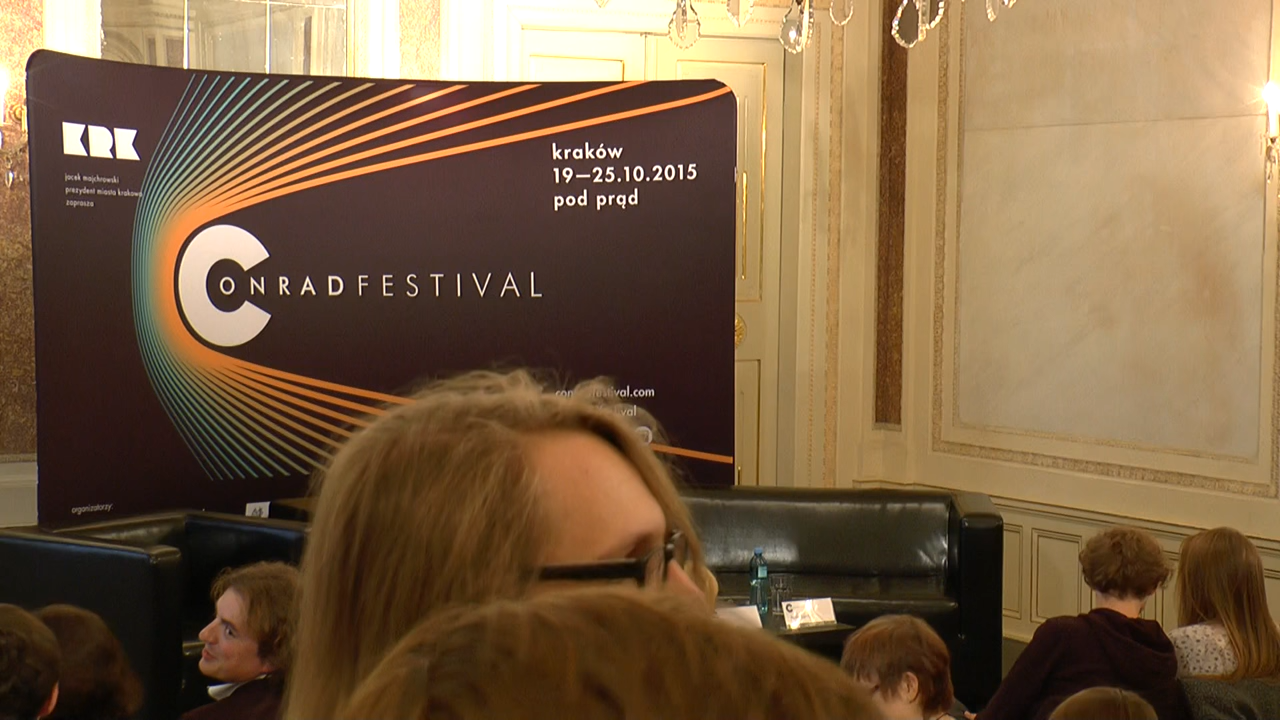 KRK
jacek majchrowski
prezydent miasta krakowa
zaprasza
kraków
19—25.10.2015
pod prąd
CONRADFESTIVAL
organizatorzy: